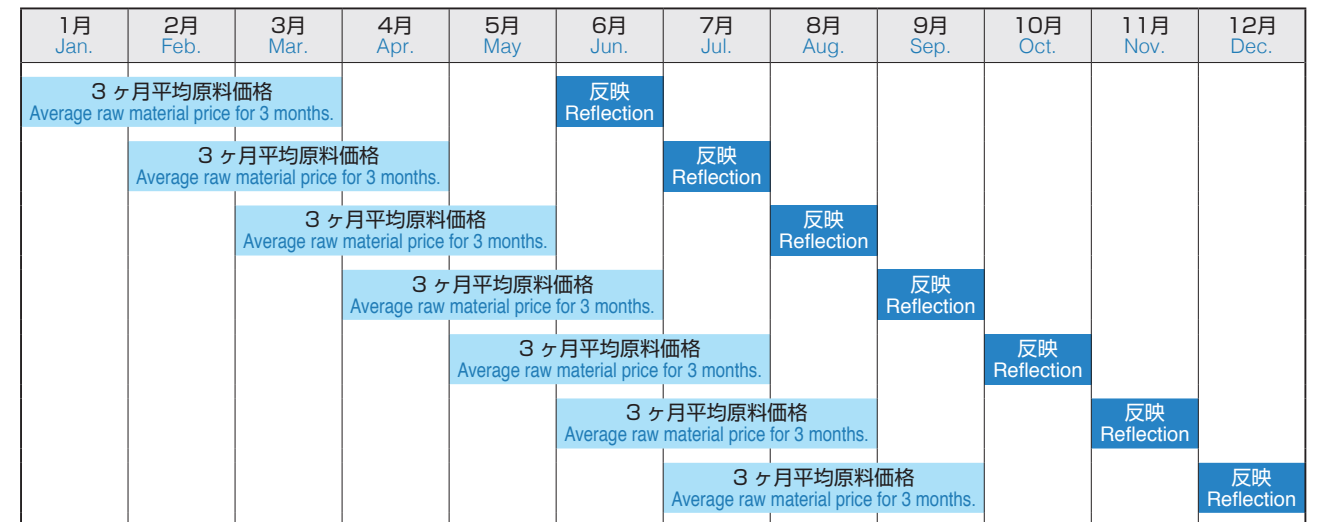 1月 2月 3月 4月 5月 6月 7月 8月 9月 10月 11月 12月
Jan. Feb. Mar. Apr. May Jun. Jul. Aug. Sep. Oct. Nov. Dec.
3ヶ月平均原料価格 反映
Average raw material price for 3 months. Reflection
3ヶ月平均原料価格 反映
Average raw material price for 3 months. Reflection
3ヶ月平均原料価格 反映
Average raw material price for 3 months. Reflection
3ヶ月平均原料価格 反映
Average raw material price for 3 months. Reflection
3ヶ月平均原料価格 反映
Average raw material price for 3 months. Reflection
3ヶ月平均原料価格 反映
Average raw material price for 3 months. Reflection
3ヶ月平均原料価格 反映
Average raw material price for 3 months. Reflection